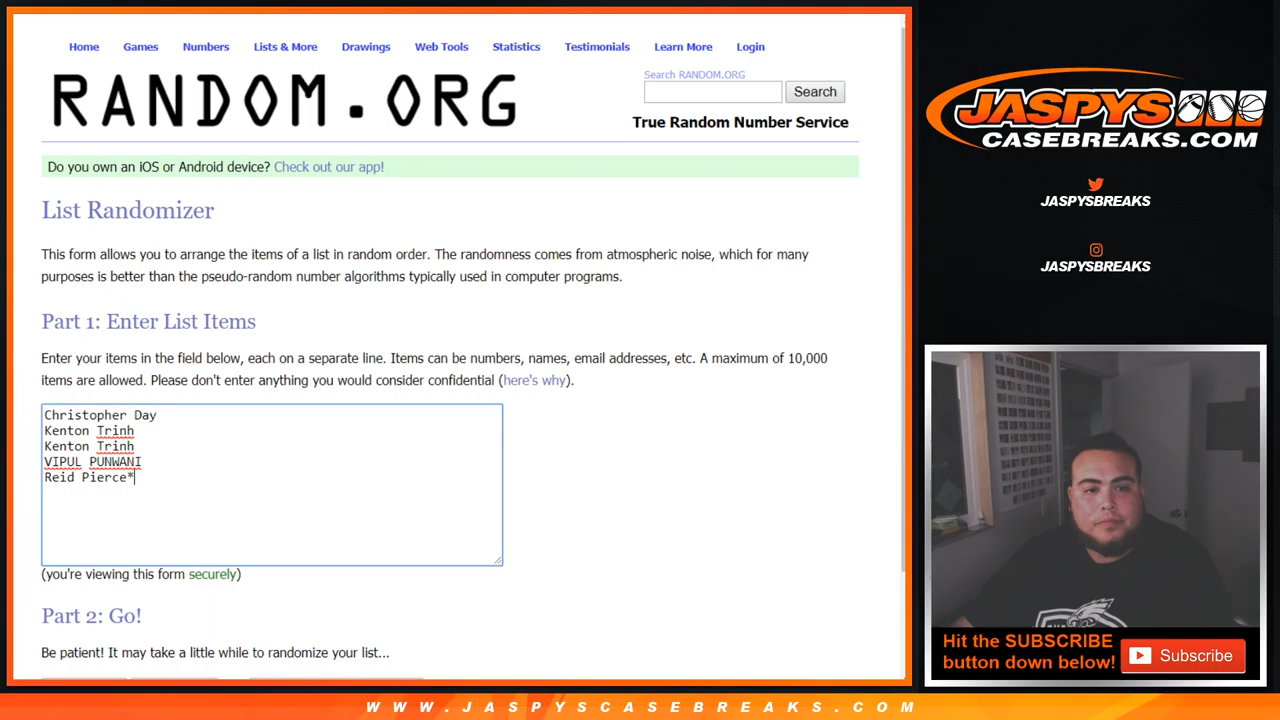 Home Games Numbers Lists & More Drawings Web Tools Statistics Testimonials Learn More Login
RANDOM.ORG
Search RANDOM.ORG
Search
True Random Number Service
Do you own an iOS or Android device? Check out our app!
List Randomizer
This form allows you to arrange the items of a list in random order. The randomness comes from atmospheric noise, which for many
purposes is better than the pseudo-random number algorithms typically used in computer programs.
Part 1: Enter List Items
Enter your items in the field below, each on a separate line. Items can be numbers, names, email addresses, etc. A maximum of 10,000
items are allowed. Please don't enter anything you would consider confidential (here's why).
Christopher Day
Kenton Trinh
Kenton Trinh
VIPUL PUNWANI
Reid Pierce*
(you're viewing this form securely)
Part 2: Go!
Be patient! It may take a little while to randomize your list...
JASPYS
CASEBREAKS.COM
JASPYSBREAKS
JASPYSBREAKS
Hit the SUBSCRIBE
button down below!
Subscribe
WWW.JASPYSCASEBREAKS.COM